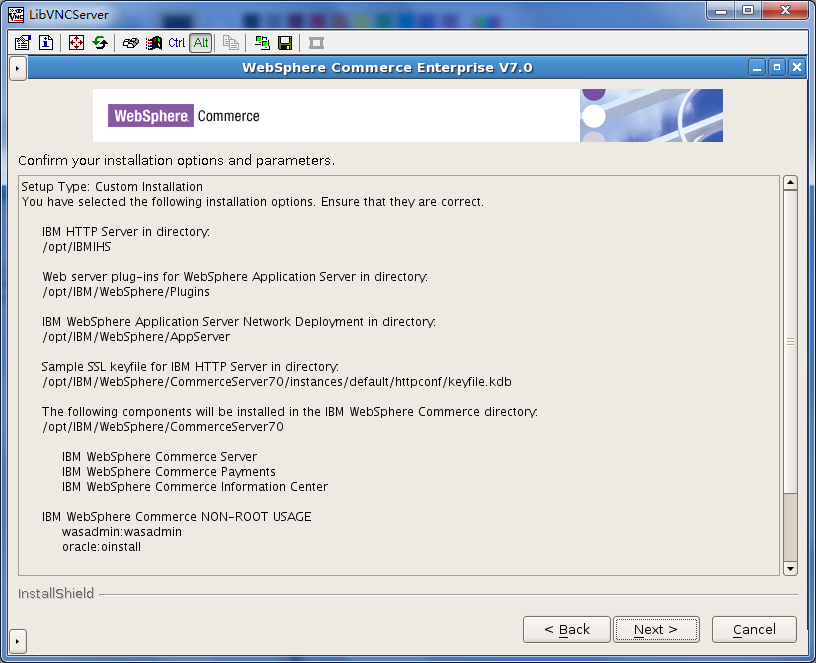 LibVNCServer
Ctrl Alt
WebSphere Commerce Enterprise V7.0
WebSphere. Commerce
Confirm your installation options and parameters.
Setup Type: Custom Installation
You have selected the following installation options. Ensure that they are correct.
IBM HTTP Server in directory:
/opt/IBMIHS
Web server plug-ins for WebSphere Application Server in directory:
/opt/IBM/WebSphere/Plugins
IBM WebSphere Application Server Network Deployment in directory:
/opt/IBM/WebSphere/AppServer
Sample SSL keyfile for IBM HTTP Server in directory:
/opt/IBM/WebSphere/CommerceServer70/instances/default/httpconf/keyfile.kdb
The following components will be installed in the IBM WebSphere Commerce directory:
/opt/IBM/WebSphere/CommerceServer70
IBM WebSphere Commerce Server
IBM WebSphere Commerce Payments
IBM WebSphere Commerce Information Center
IBM WebSphere Commerce NON-ROOT USAGE
wasadmin:wasadmin
oracle:oinstall
InstallShield
< Back Next > Cancel